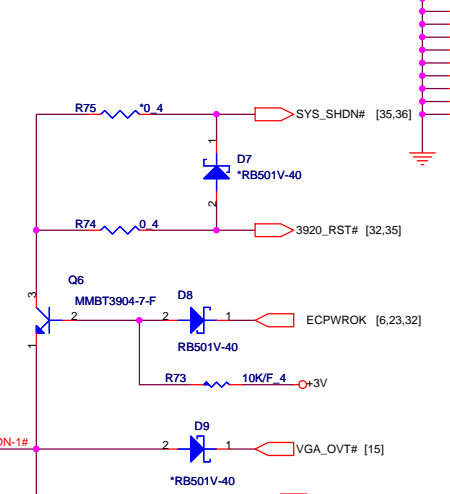 R75 *0_4 SYS_SHDN# [35,36]
1
D7
*RB501V-40
2
R74 0_4 3920_RST# [32,35]
Q6
3
MMBT3904-7-F D8
2 2 1 ECPWROK [6,23,32]
1
RB501V-40
R73 10K/F_4 +3V
D9
ON-1# 2 1 VGA_OVT# [15]
*RB501V-40